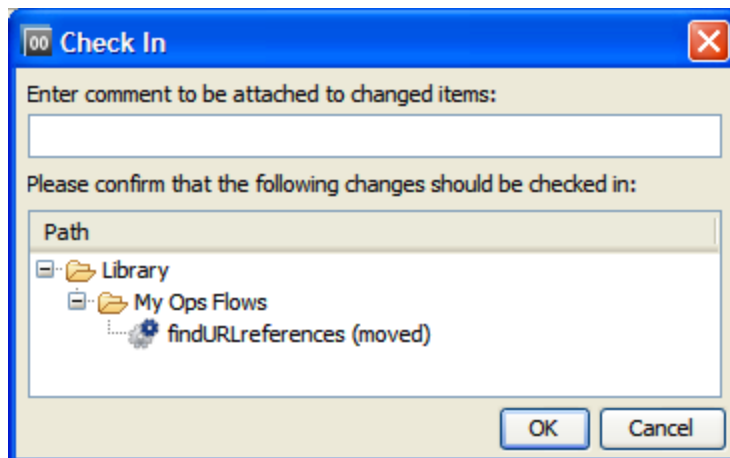 00 Check In
Enter comment to be attached to changed items:
Please confirm that the following changes should be checked in:
Path
Library
My Ops Flows
findURLreferences (moved)
OK Cancel